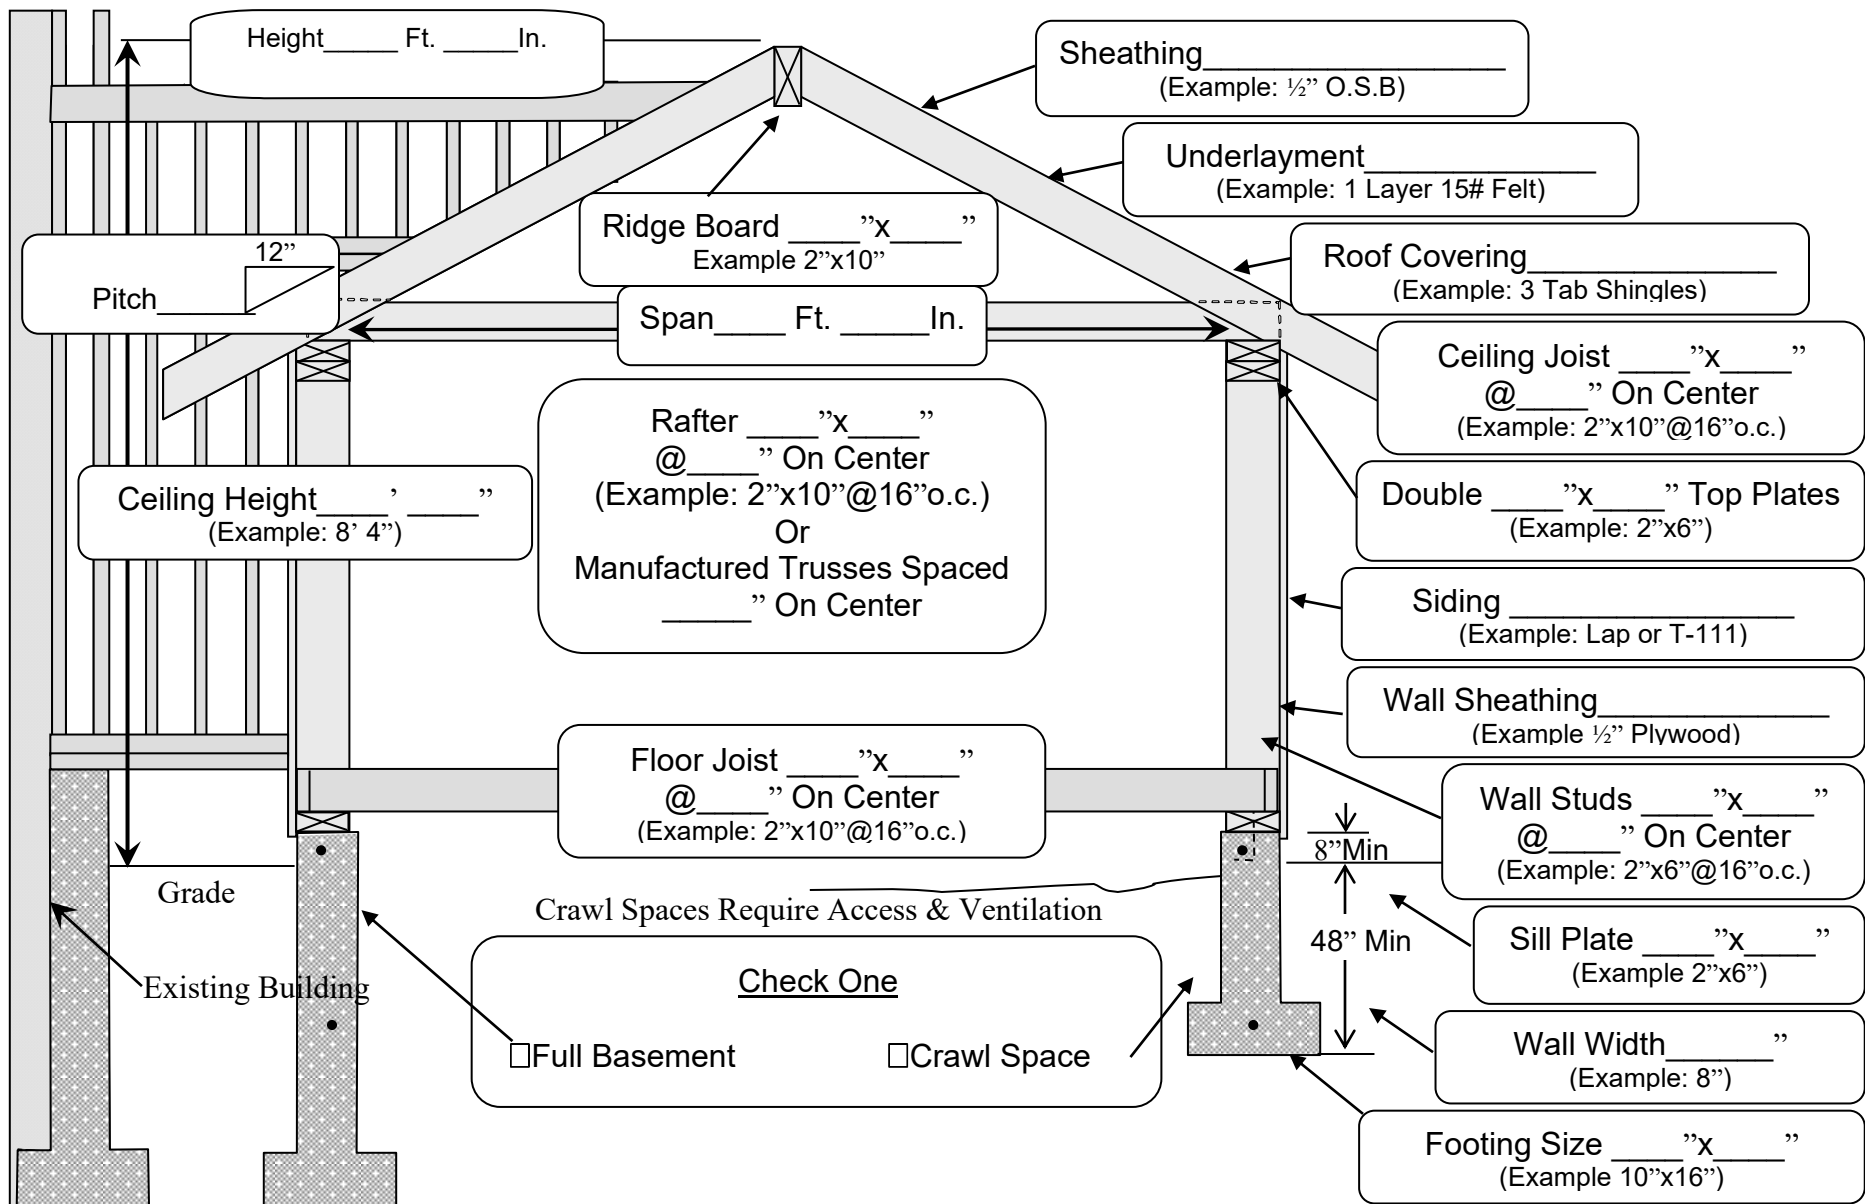 Height_____ Ft. _____In.
Sheathing_________________
(Example: ½” O.S.B)
Underlayment_____________
(Example: 1 Layer 15# Felt)
Ridge Board ____”x____”
Example 2”x10”
Roof Covering______________
(Example: 3 Tab Shingles)
12”
Pitch_______
Span____ Ft. _____In.
Ceiling Joist ____”x____”
@____” On Center
(Example: 2”x10”@16”o.c.)
Rafter ____”x____”
@____” On Center
(Example: 2”x10”@16”o.c.)
Or
Manufactured Trusses Spaced
_____” On Center
Ceiling Height____’ ____”
(Example: 8’ 4”)
Double ____”x____” Top Plates
(Example: 2”x6”)
Siding ________________
(Example: Lap or T-111)
Wall Sheathing_____________
(Example ½” Plywood)
Floor Joist ____”x____”
@____” On Center
(Example: 2”x10”@16”o.c.)
Wall Studs ____”x____”
@____” On Center
(Example: 2”x6”@16”o.c.)
8”Min
Grade
Crawl Spaces Require Access & Ventilation
48” Min
Sill Plate ____”x____”
(Example 2”x6”)
Existing Building
Check One
☐Full Basement ☐Crawl Space
Wall Width______”
(Example: 8”)
Footing Size ____”x____”
(Example 10”x16”)